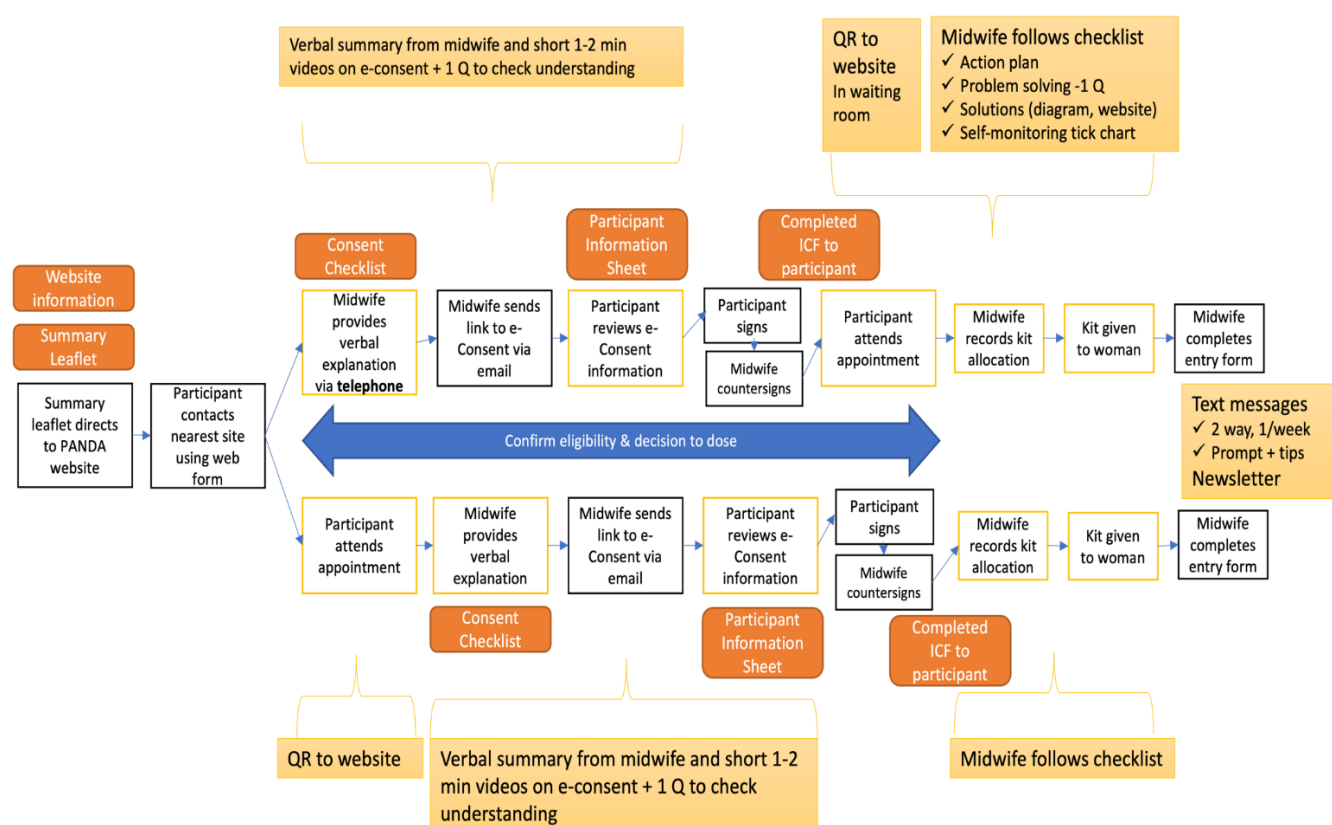 Verbal summary from midwife and short 1-2 min
videos on e-consent + 1 Q to check understanding
QR to
website
In waiting
room
Midwife follows checklist
✓ Action plan
✓ Problem solving -1 Q
✓ Solutions (diagram, website)
✓ Self-monitoring tick chart
Website
information
Summary
Leaflet
Consent
Checklist
Participant
Information
Sheet
Completed
ICF to
participant
Summary
leaflet directs
to PANDA
website
Participant
contacts
nearest site
using web
form
Midwife
provides
verbal
explanation
via telephone
Midwife sends
link to e-
Consent via
email
Participant
reviews e-
Consent
information
Participant
signs
Midwife
countersigns
Participant
attends
appointment
Midwife
records kit
allocation
Kit given
to woman
Midwife
completes
entry form
Confirm eligibility & decision to dose
Text messages
✓ 2 way, 1/week
✓ Prompt + tips
Newsletter
Participant
attends
appointment
Midwife
provides
verbal
explanation
Midwife sends
link to e-
Consent via
email
Participant
reviews e-
Consent
information
Participant
signs
Midwife
countersigns
Midwife
records kit
allocation
Kit given
to woman
Midwife
completes
entry form
Consent
Checklist
Participant
Information
Sheet
Completed
ICF to
participant
QR to website
Verbal summary from midwife and short 1-2
min videos on e-consent + 1 Q to check
understanding
Midwife follows checklist